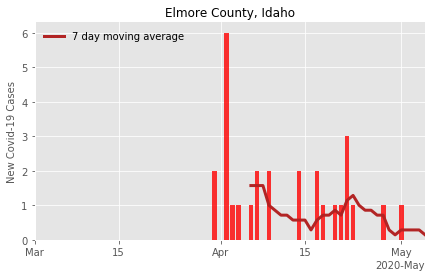 Elmore County, Idaho
7 day moving average
New Covid-19 Cases
6
5
4
3
2
1
0
Mar 15 Apr 15 May
2020-May